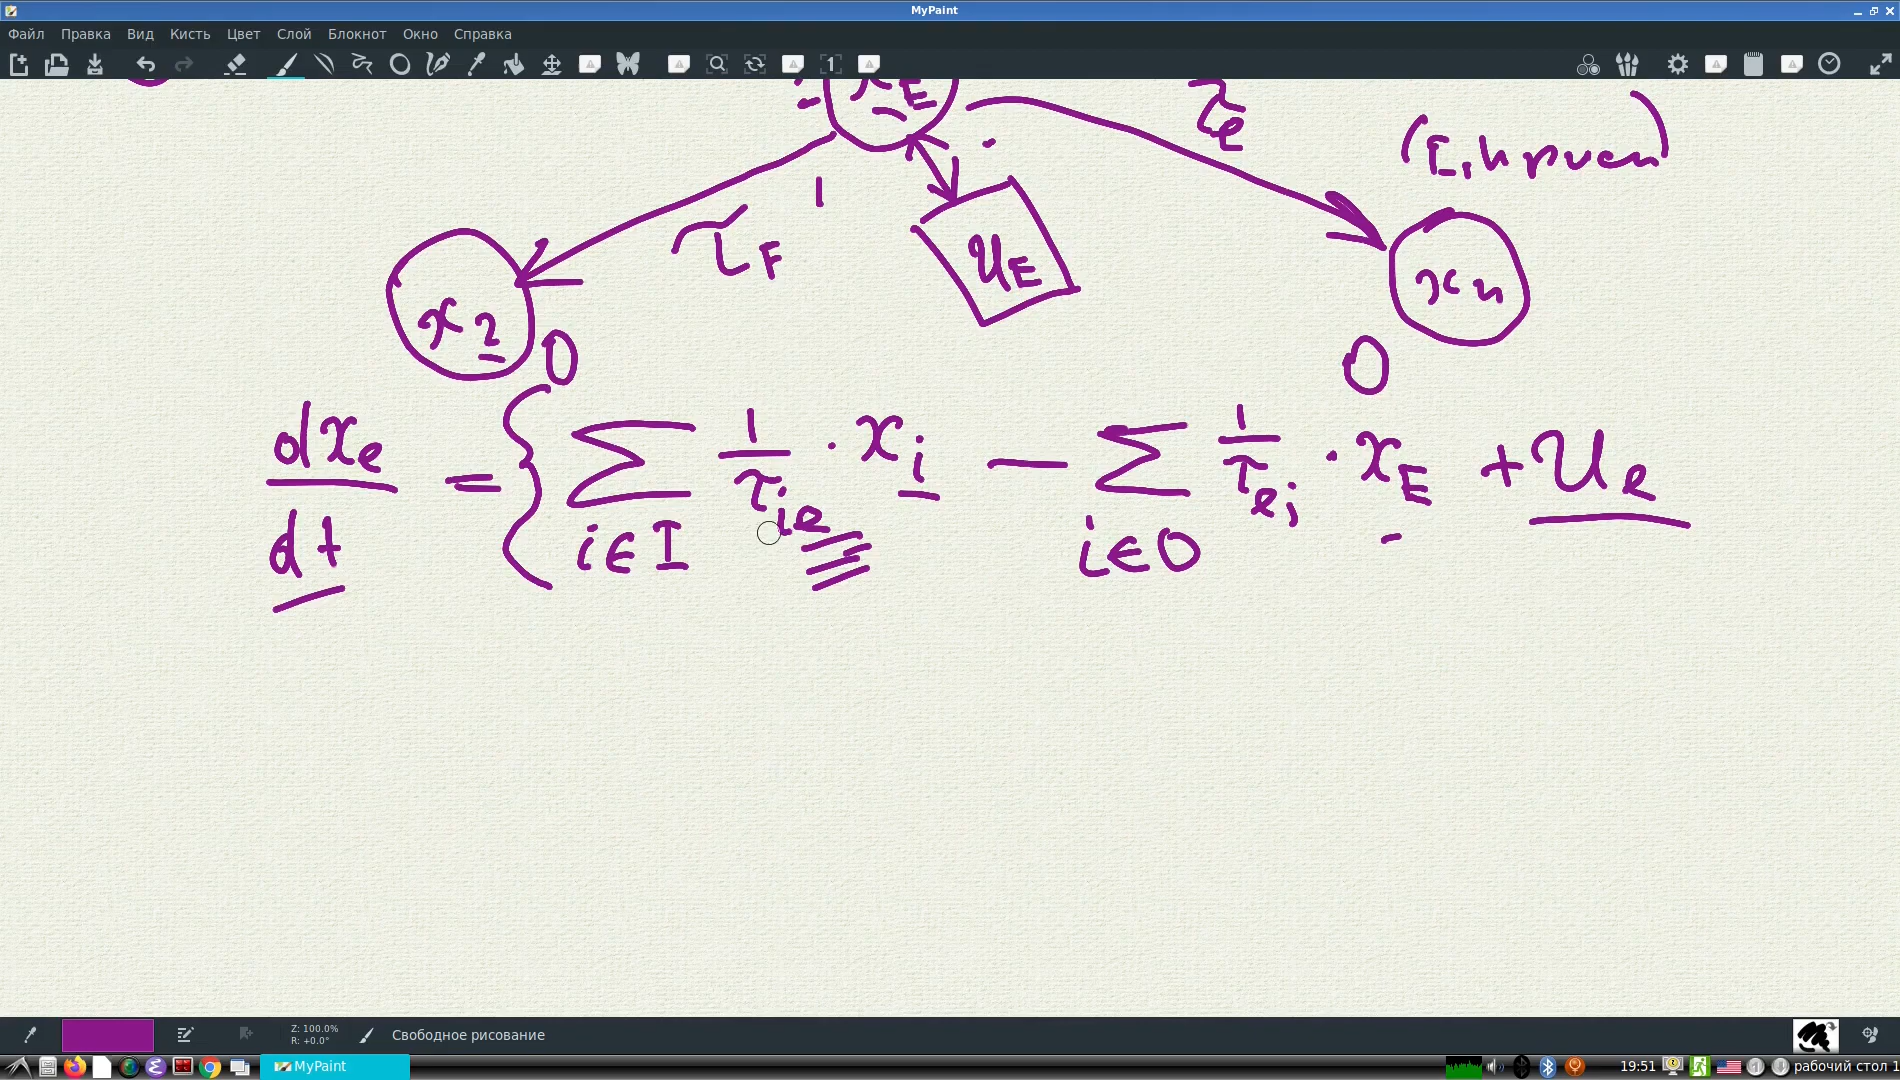 MyPaint
Файл Правка Вид Кисть Цвет Слой Блокнот Окно Справка
x_E
τ_e
1
τ_F
u_E
x_2
0
x_n
0
dx_e/dt = { Σ_{i∈I} 1/τ_{ie} · x_i — Σ_{i∈O} 1/τ_{ei} · x_E + u_e
Z: 100.0%
R: +0.0°
Свободное рисование
MyPaint
19:51
рабочий стол 1